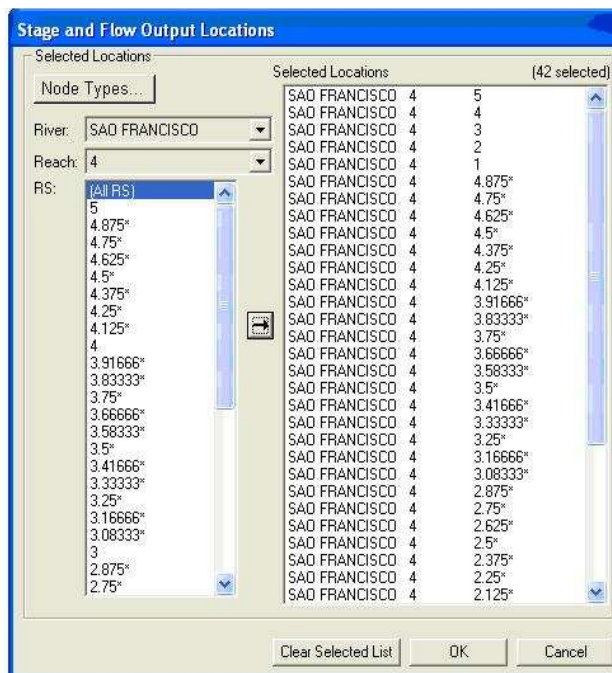 Stage and Flow Output Locations
Selected Locations
Node Types...
River: SAO FRANCISCO
Reach: 4
RS: (All RS)
5
4.875*
4.75*
4.625*
4.5*
4.375*
4.25*
4.125*
4
3.91666*
3.83333*
3.75*
3.66666*
3.58333*
3.5*
3.41666*
3.33333*
3.25*
3.16666*
3.08333*
3
2.875*
2.75*
Selected Locations (42 selected)
SAO FRANCISCO 4 5
SAO FRANCISCO 4 4
SAO FRANCISCO 4 3
SAO FRANCISCO 4 2
SAO FRANCISCO 4 1
SAO FRANCISCO 4 4.875*
SAO FRANCISCO 4 4.75*
SAO FRANCISCO 4 4.625*
SAO FRANCISCO 4 4.5*
SAO FRANCISCO 4 4.375*
SAO FRANCISCO 4 4.25*
SAO FRANCISCO 4 4.125*
SAO FRANCISCO 4 3.91666*
SAO FRANCISCO 4 3.83333*
SAO FRANCISCO 4 3.75*
SAO FRANCISCO 4 3.66666*
SAO FRANCISCO 4 3.58333*
SAO FRANCISCO 4 3.5*
SAO FRANCISCO 4 3.41666*
SAO FRANCISCO 4 3.33333*
SAO FRANCISCO 4 3.25*
SAO FRANCISCO 4 3.16666*
SAO FRANCISCO 4 3.08333*
SAO FRANCISCO 4 2.875*
SAO FRANCISCO 4 2.75*
SAO FRANCISCO 4 2.625*
SAO FRANCISCO 4 2.5*
SAO FRANCISCO 4 2.375*
SAO FRANCISCO 4 2.25*
SAO FRANCISCO 4 2.125*
Clear Selected List
OK
Cancel